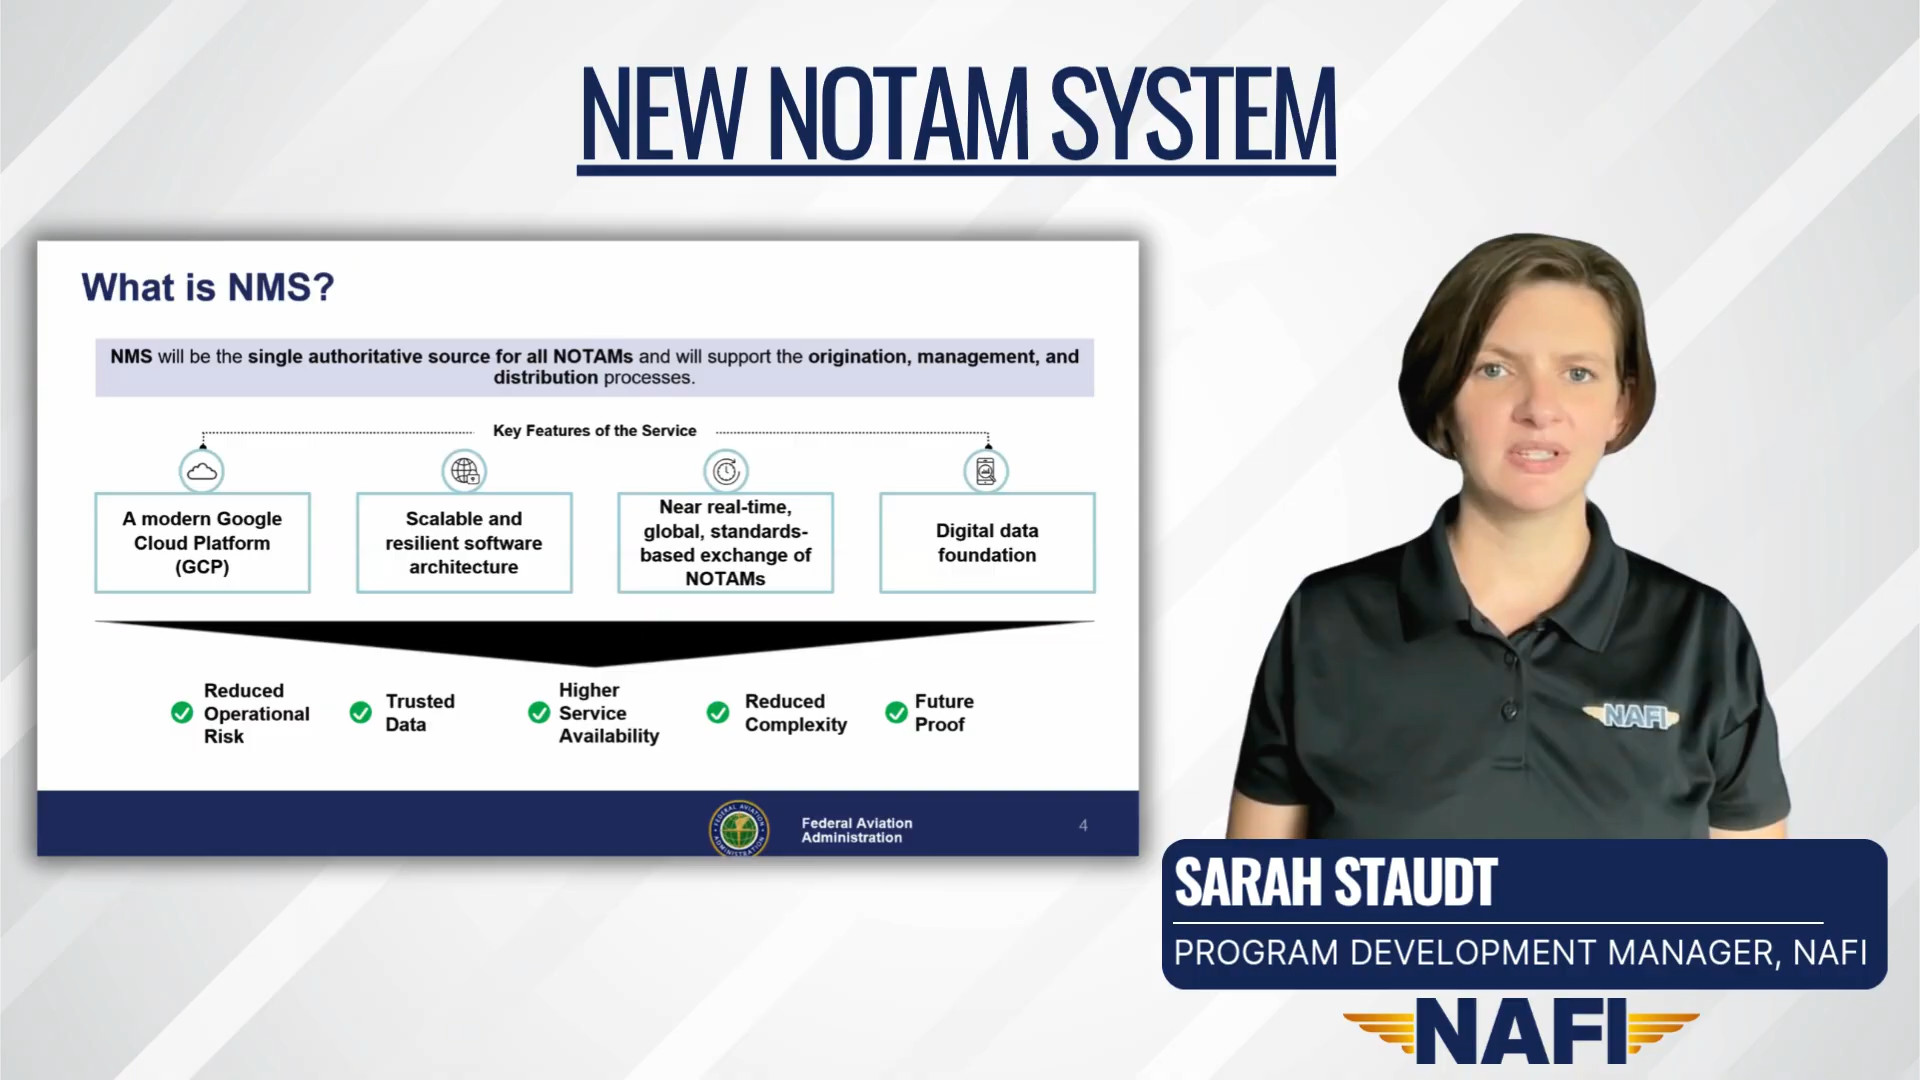 NEW NOTAM SYSTEM
What is NMS?
NMS will be the single authoritative source for all NOTAMs and will support the origination, management, and
distribution processes.
Key Features of the Service
A modern Google
Cloud Platform
(GCP)
Scalable and
resilient software
architecture
Near real-time,
global, standards-
based exchange of
NOTAMs
Digital data
foundation
Reduced
Operational
Risk
Trusted
Data
Higher
Service
Availability
Reduced
Complexity
Future
Proof
FEDERAL AVIATION
ADMINISTRATION
Federal Aviation
Administration
4
NAFI
SARAH STAUDT
PROGRAM DEVELOPMENT MANAGER, NAFI
NAFI